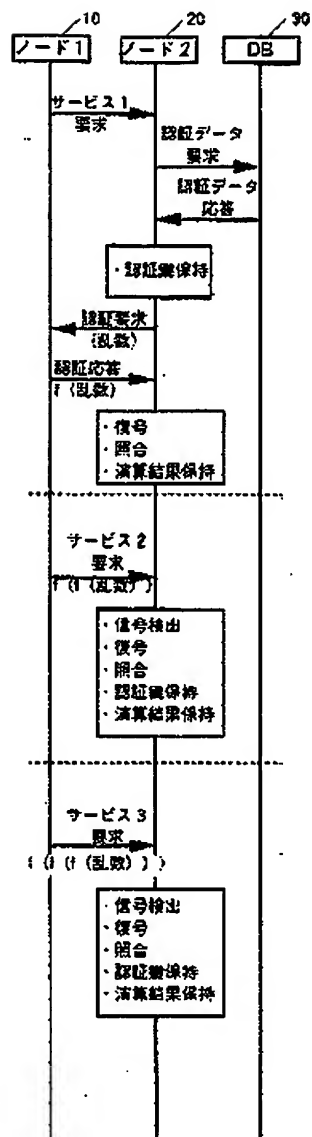 10
20
30
ノード1
ノード2
DB
サービス1
要求
認証データ
要求
認証データ
応答
・認証鍵保持
認証要求
(乱数)
認証応答
f (乱数)
・復号
・照合
・演算結果保持
サービス2
要求
f (f (乱数) )
・信号検出
・復号
・照合
・認証鍵保持
・演算結果保持
サービス3
要求
f (f (f (乱数) ) )
・信号検出
・復号
・照合
・認証鍵保持
・演算結果保持